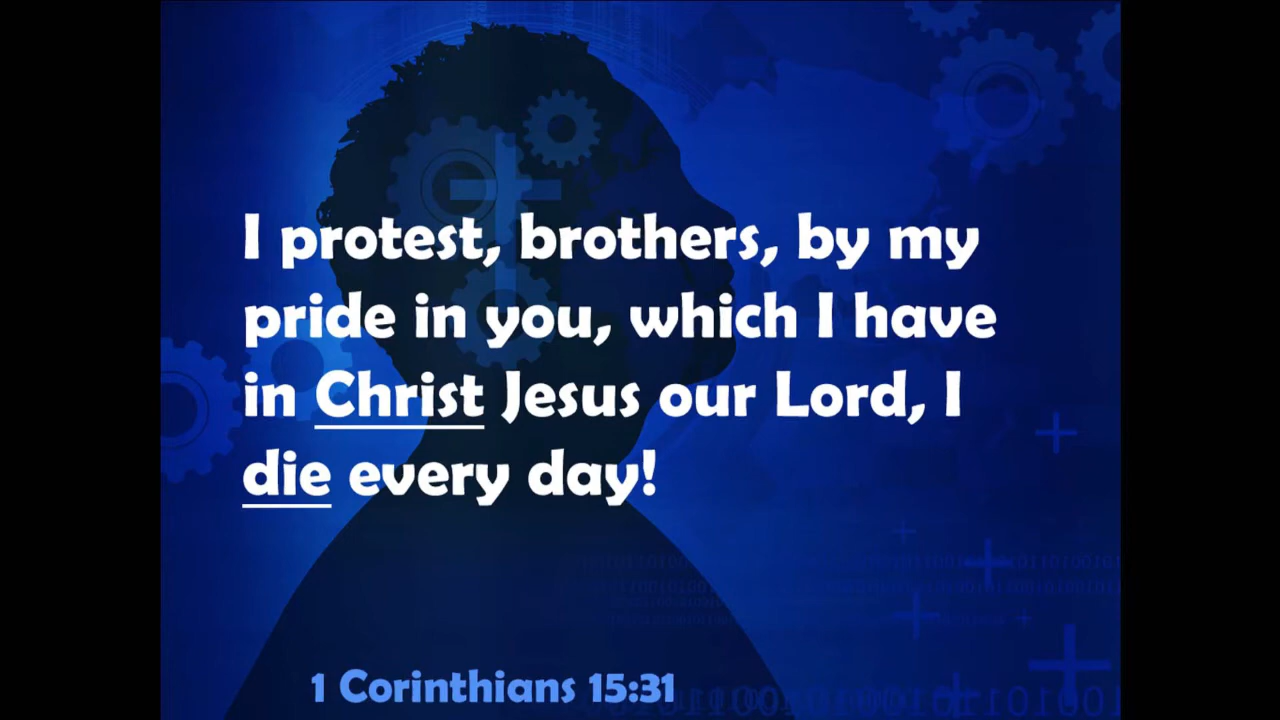 I protest, brothers, by my
pride in you, which I have
in Christ Jesus our Lord, I
die every day!
1 Corinthians 15:31